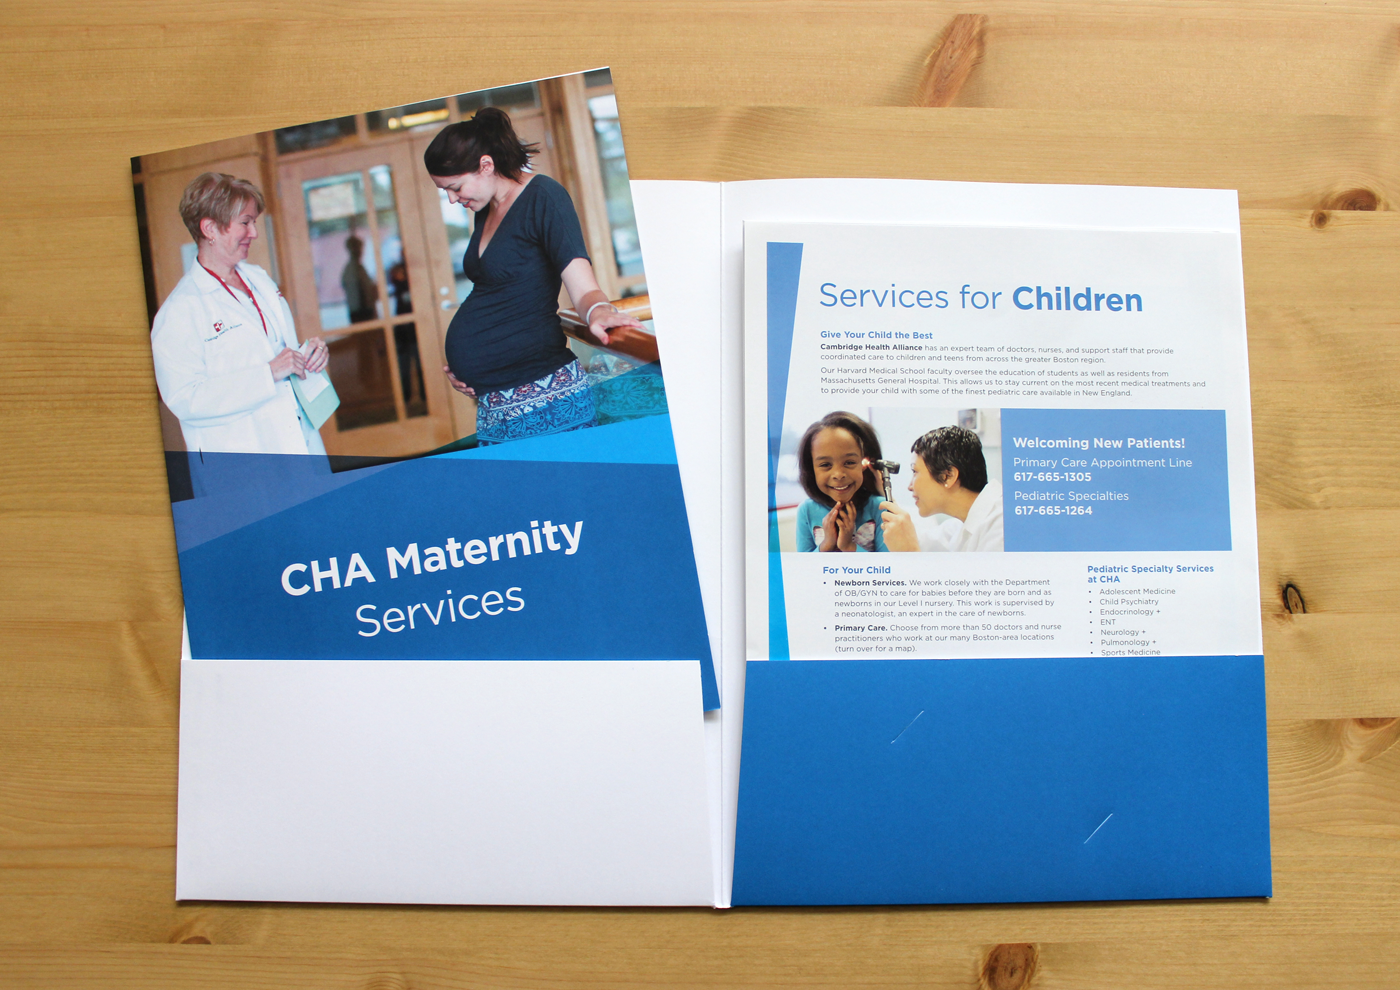 CHA Maternity
Services
Services for Children
Give Your Child the Best
Cambridge Health Alliance has an expert team of doctors, nurses, and support staff that provide
coordinated care to children and teens from across the greater Boston region.
Our Harvard Medical School faculty oversee the education of students as well as residents from
Massachusetts General Hospital. This allows us to stay current on the most recent medical treatments and
to provide your child with some of the finest pediatric care available in New England.
Welcoming New Patients!
Primary Care Appointment Line
617-665-1305
Pediatric Specialties
617-665-1264
For Your Child
• Newborn Services. We work closely with the Department
of OB/GYN to care for babies before they are born and as
newborns in our Level I nursery. This work is supervised by
a neonatologist, an expert in the care of newborns.
• Primary Care. Choose from more than 50 doctors and nurse
practitioners who work at our many Boston-area locations
(turn over for a map).
Pediatric Specialty Services
at CHA
• Adolescent Medicine
• Child Psychiatry
• Endocrinology +
• ENT
• Neurology +
• Pulmonology +
• Sports Medicine